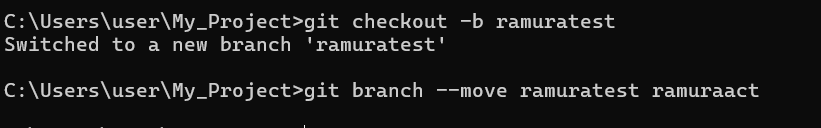 C:\Users\user\My_Project>git checkout -b ramuratest
Switched to a new branch 'ramuratest'
C:\Users\user\My_Project>git branch --move ramuratest ramuraact